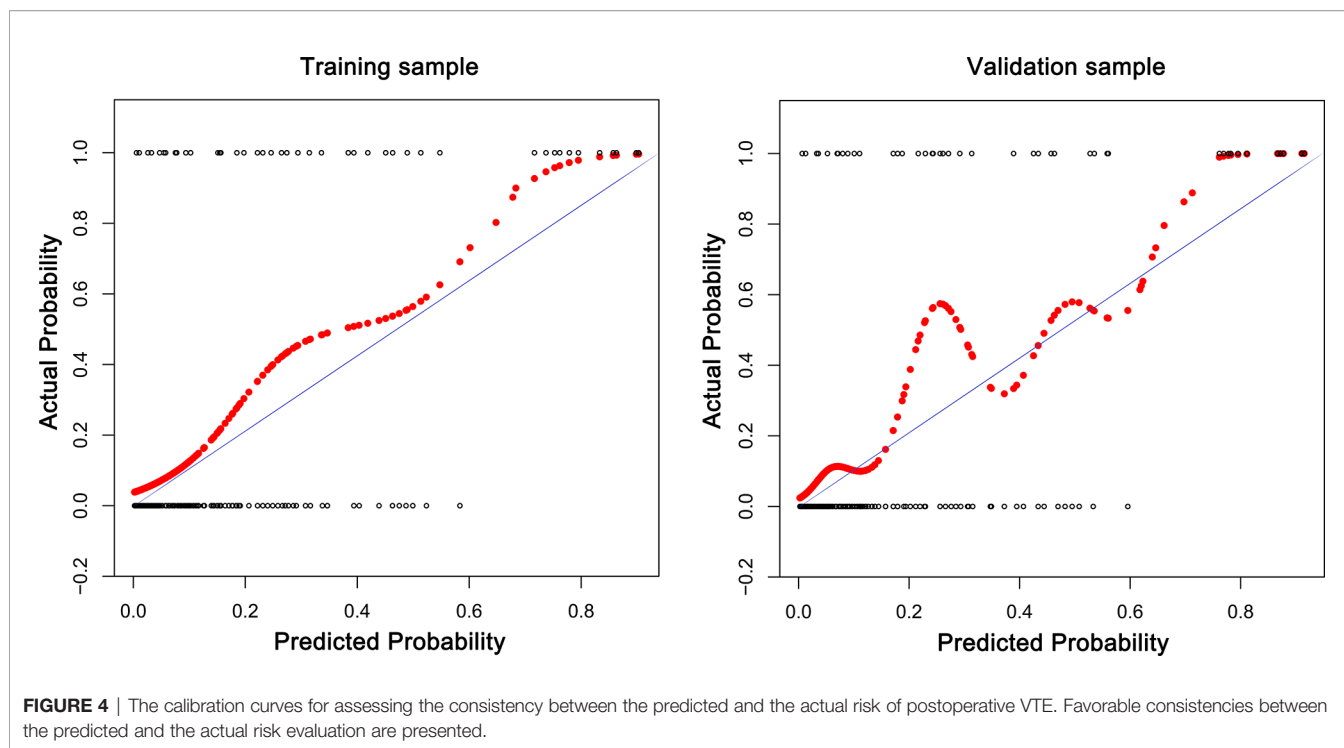 Training sample
Actual Probability
1.0
0.8
0.6
0.4
0.2
0.0
−0.2
0.0 0.2 0.4 0.6 0.8
Predicted Probability
Validation sample
Actual Probability
1.0
0.8
0.6
0.4
0.2
0.0
−0.2
0.0 0.2 0.4 0.6 0.8
Predicted Probability
FIGURE 4 | The calibration curves for assessing the consistency between the predicted and the actual risk of postoperative VTE. Favorable consistencies between
the predicted and the actual risk evaluation are presented.